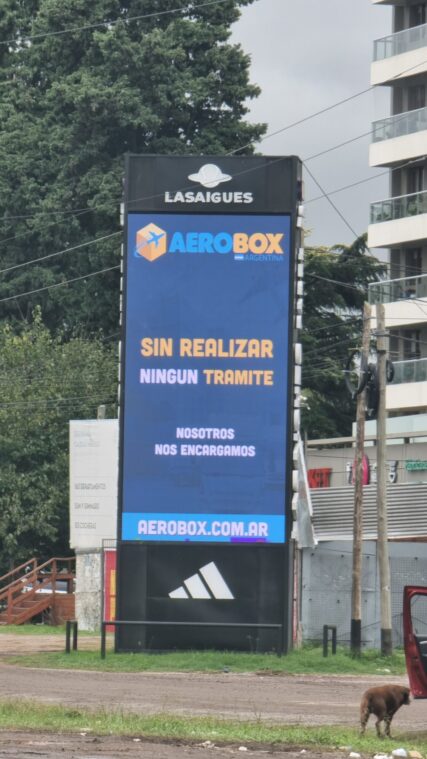 LASAIGUES
AEROBOX
ARGENTINA
SIN REALIZAR
NINGUN TRAMITE
NOSOTROS
NOS ENCARGAMOS
AEROBOX.COM.AR